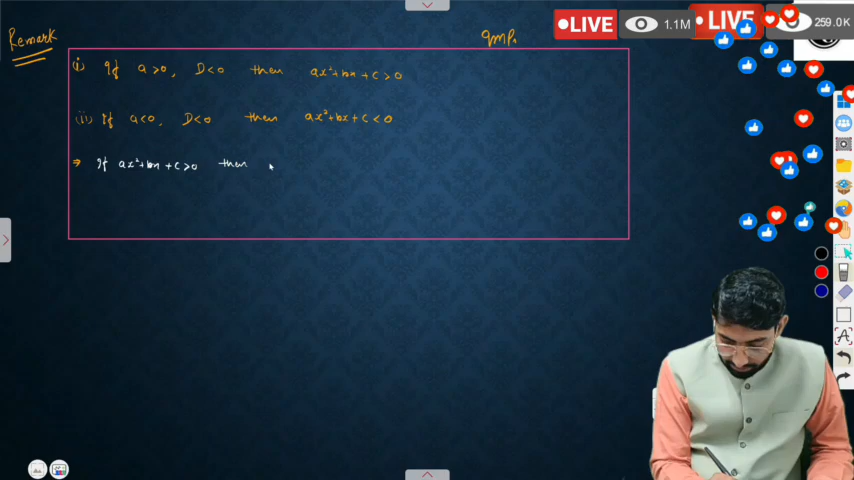 LIVE 1.1M LIVE 259.0K
Remark
Imp.
(i) If a>0, D<0 then ax²+bx+c>0
(ii) If a<0, D<0 then ax²+bx+c<0
⇒ If ax²+bx+c>0 then
A